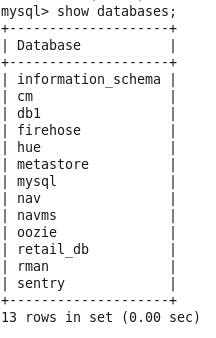 mysql> show databases;
+--------------------+
| Database           |
+--------------------+
| information_schema |
| cm                 |
| db1                |
| firehose           |
| hue                |
| metastore          |
| mysql              |
| nav                |
| navms              |
| oozie              |
| retail_db          |
| rman               |
| sentry             |
+--------------------+
13 rows in set (0.00 sec)